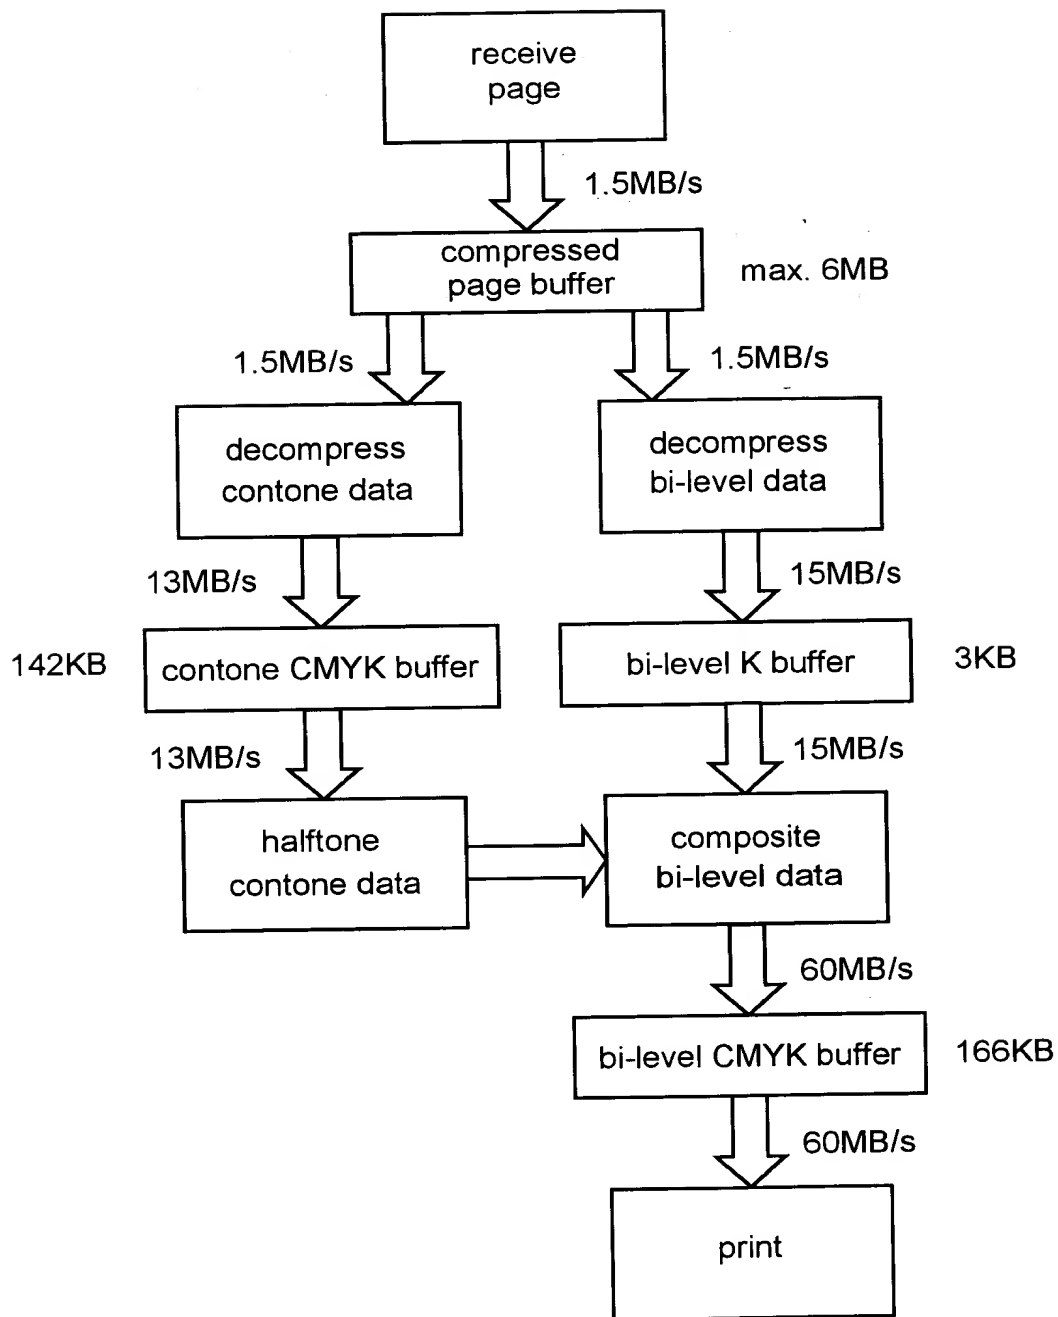 receive
page
1.5MB/s
compressed
page buffer
max. 6MB
1.5MB/s
1.5MB/s
decompress
contone data
decompress
bi-level data
13MB/s
15MB/s
142KB
contone CMYK buffer
bi-level K buffer
3KB
13MB/s
15MB/s
halftone
contone data
composite
bi-level data
60MB/s
bi-level CMYK buffer
166KB
60MB/s
print